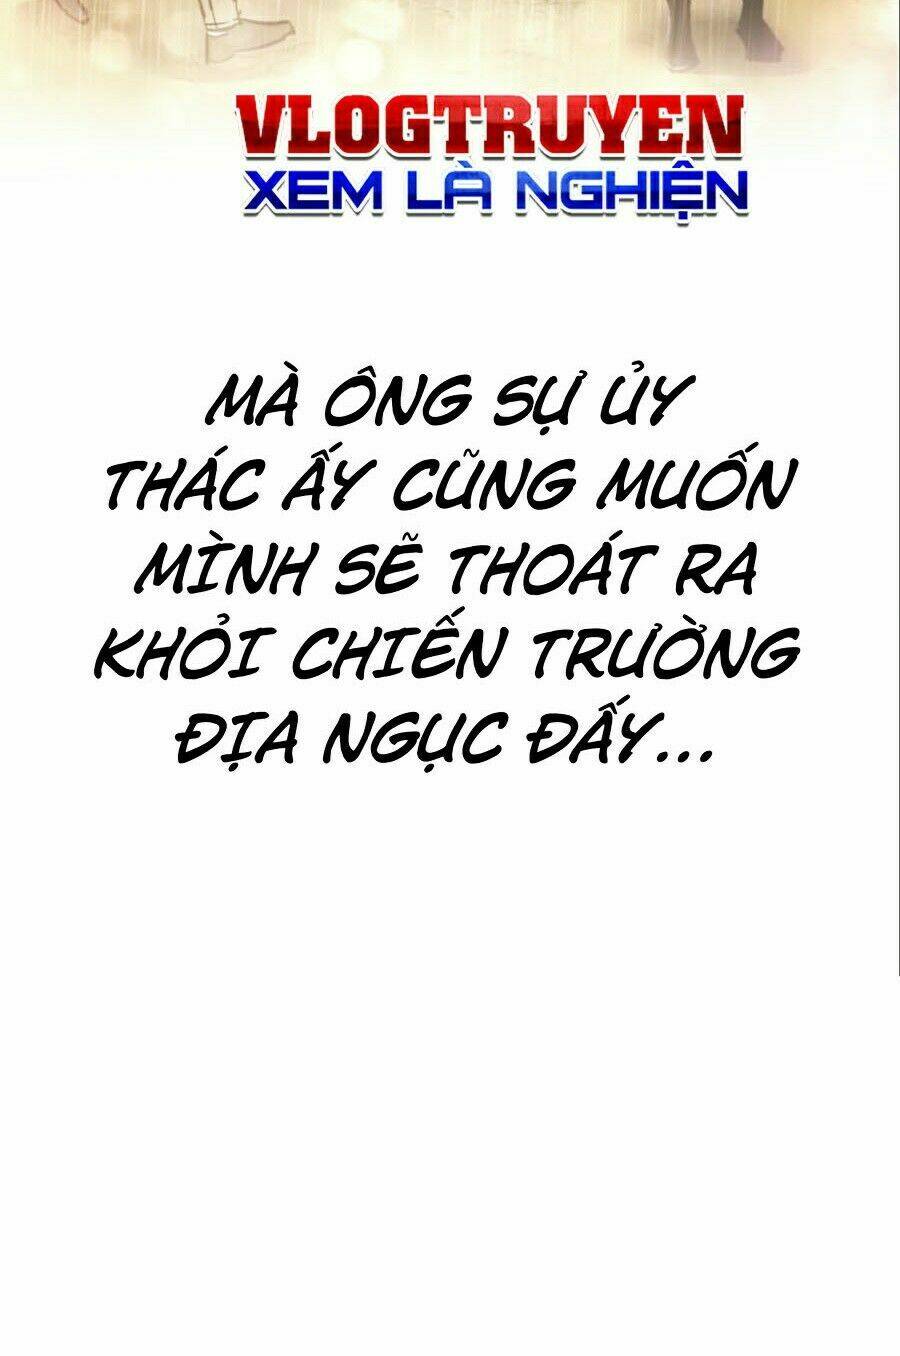 VLOGTRUYEN
XEM LÀ NGHIỆN
MÀ ÔNG SỰ ỦY
THÁC ẤY CŨNG MUỐN
MÌNH SẼ THOÁT RA
KHỎI CHIẾN TRƯỜNG
ĐỊA NGỤC ĐẤY...